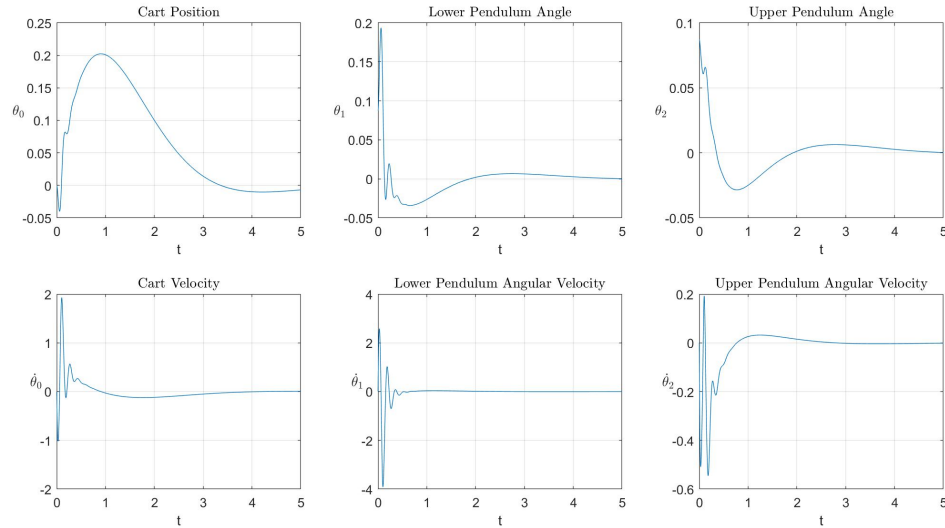 Cart Position
0.25
0.2
0.15
θ₀ 0.1
0.05
0
-0.05
0 1 2 3 4 5
t
Lower Pendulum Angle
0.2
0.15
0.1
θ₁
0.05
0
-0.05
0 1 2 3 4 5
t
Upper Pendulum Angle
0.1
0.05
θ₂
0
-0.05
0 1 2 3 4 5
t
Cart Velocity
2
1
θ̇₀ 0
-1
-2
0 1 2 3 4 5
t
Lower Pendulum Angular Velocity
4
2
θ̇₁ 0
-2
-4
0 1 2 3 4 5
t
Upper Pendulum Angular Velocity
0.2
0
θ̇₂
-0.2
-0.4
-0.6
0 1 2 3 4 5
t